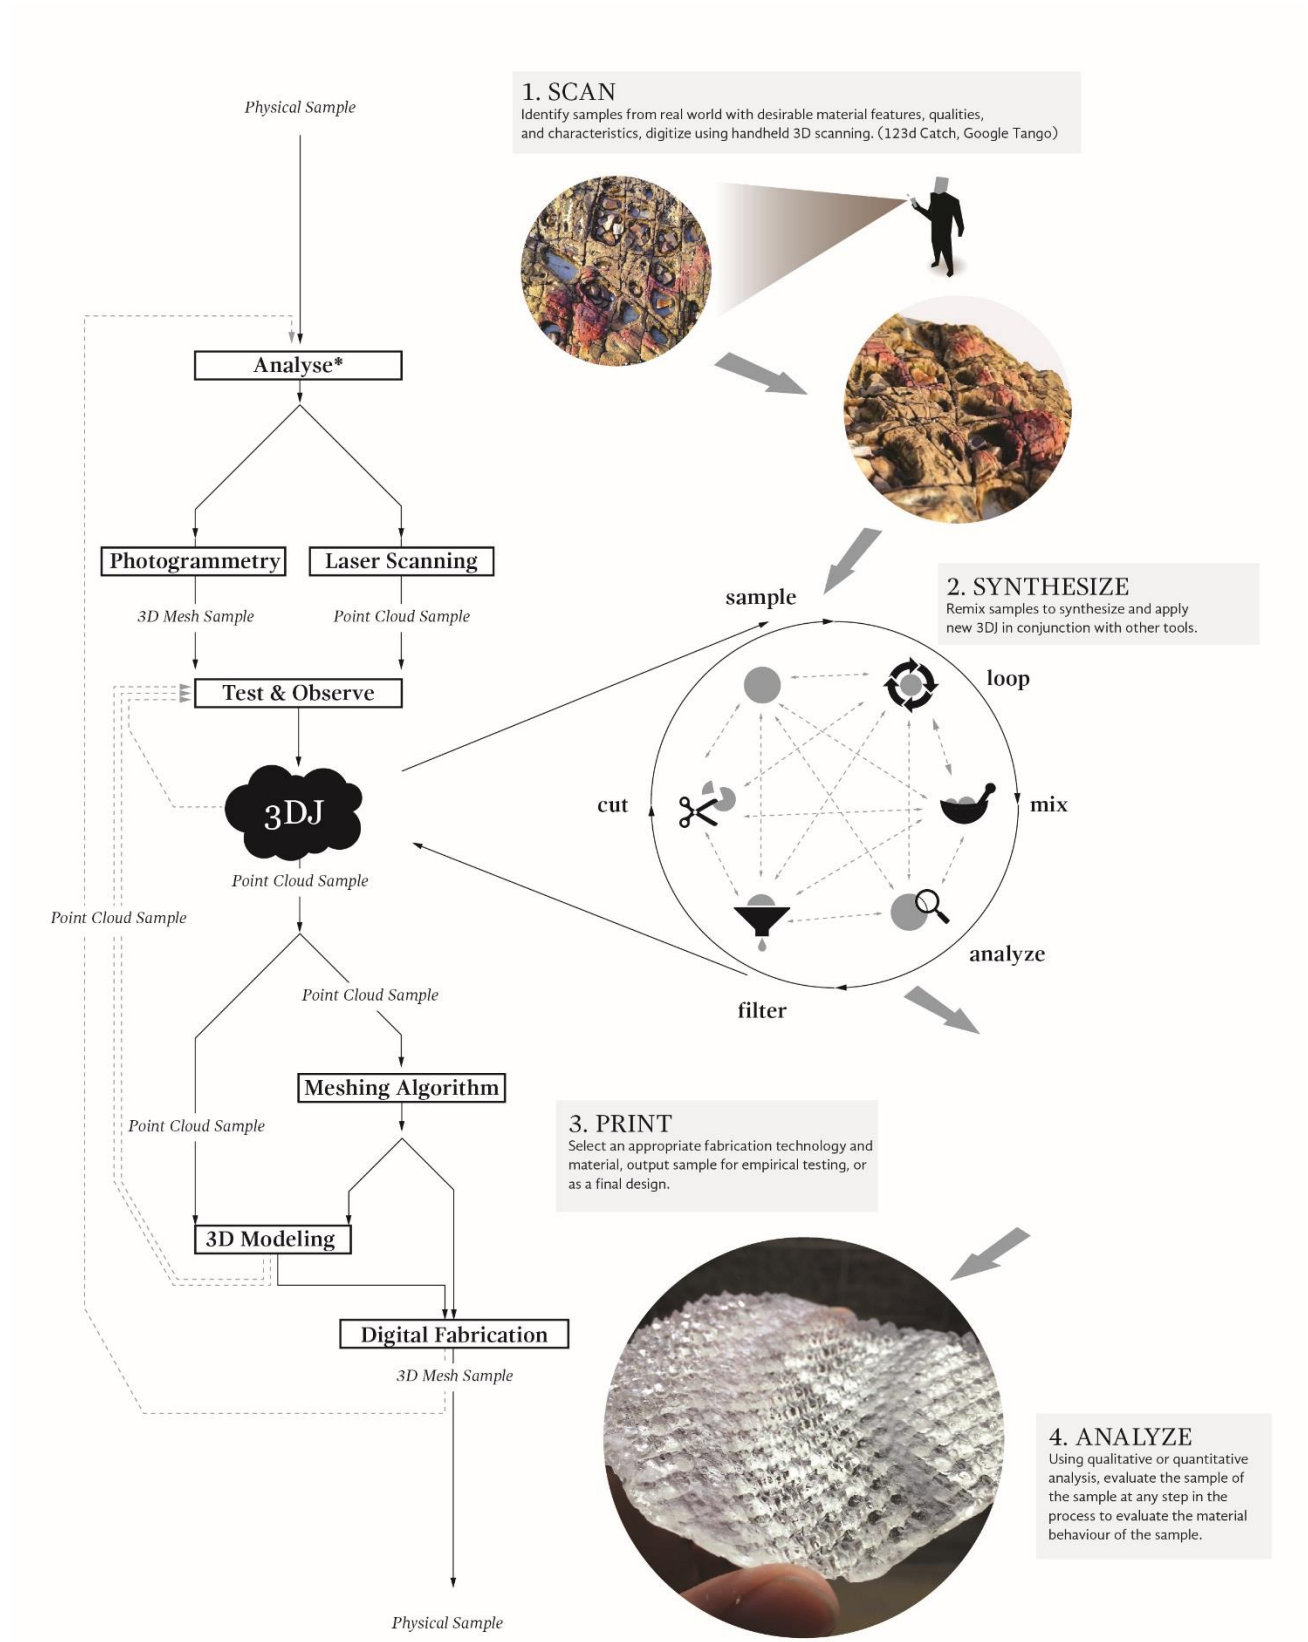 Physical Sample
1. SCAN
Identify samples from real world with desirable material features, qualities,
and characteristics, digitize using handheld 3D scanning. (123d Catch, Google Tango)
Analyse*
Photogrammetry
Laser Scanning
3D Mesh Sample
Point Cloud Sample
Test & Observe
3DJ
Point Cloud Sample
Point Cloud Sample
Point Cloud Sample
Meshing Algorithm
Point Cloud Sample
3D Modeling
Digital Fabrication
3D Mesh Sample
Physical Sample
2. SYNTHESIZE
Remix samples to synthesize and apply
new 3DJ in conjunction with other tools.
sample
loop
cut
mix
analyze
filter
3. PRINT
Select an appropriate fabrication technology and
material, output sample for empirical testing, or
as a final design.
4. ANALYZE
Using qualitative or quantitative
analysis, evaluate the sample of
the sample at any step in the
process to evaluate the material
behaviour of the sample.